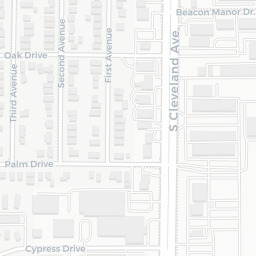 Beacon Manor Dr.
Oak Drive
Third Avenue
Second Avenue
First Avenue
S Cleveland Ave
Palm Drive
Cypress Drive